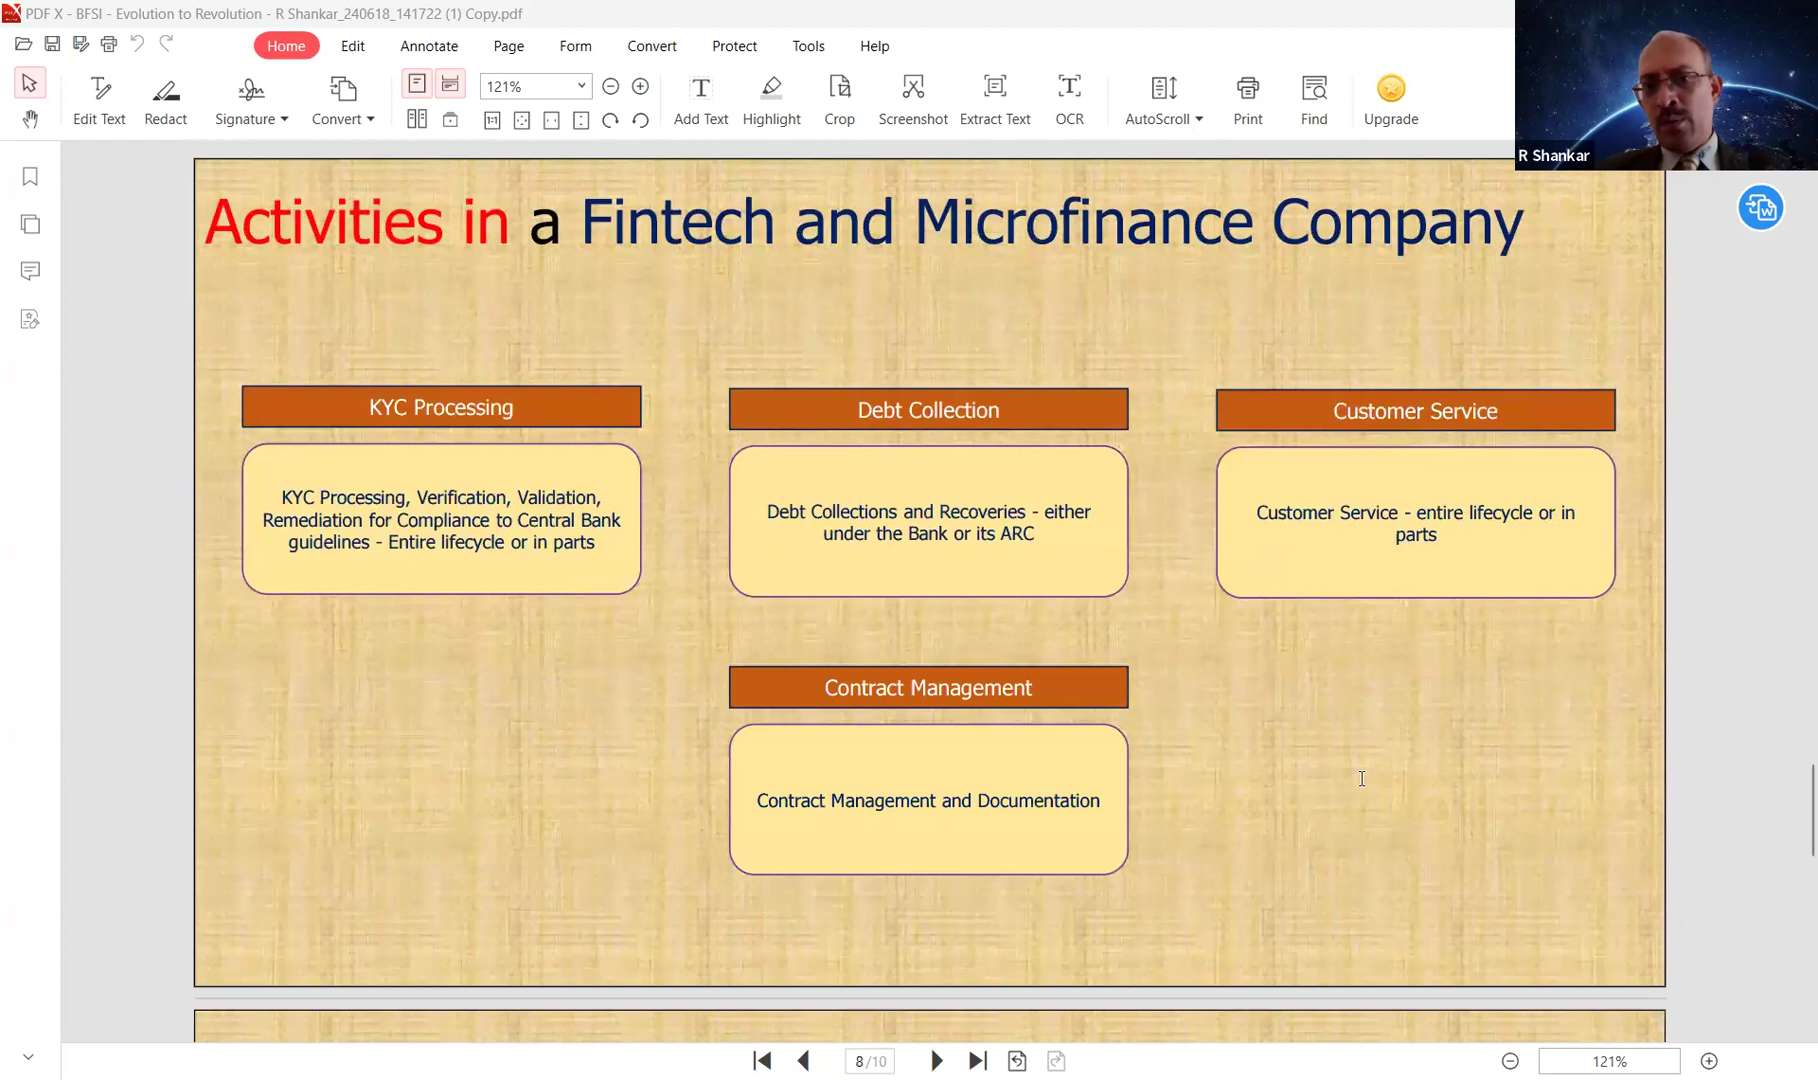 PDF X - BFSI - Evolution to Revolution - R Shankar_240618_141722 (1) Copy.pdf
Home Edit Annotate Page Form Convert Protect Tools Help
121%
Edit Text Redact Signature Convert Add Text Highlight Crop Screenshot Extract Text OCR AutoScroll Print Find Upgrade
R Shankar
Activities in a Fintech and Microfinance Company
KYC Processing
KYC Processing, Verification, Validation,
Remediation for Compliance to Central Bank
guidelines - Entire lifecycle or in parts
Debt Collection
Debt Collections and Recoveries - either
under the Bank or its ARC
Customer Service
Customer Service - entire lifecycle or in
parts
Contract Management
Contract Management and Documentation
8 /10
121%